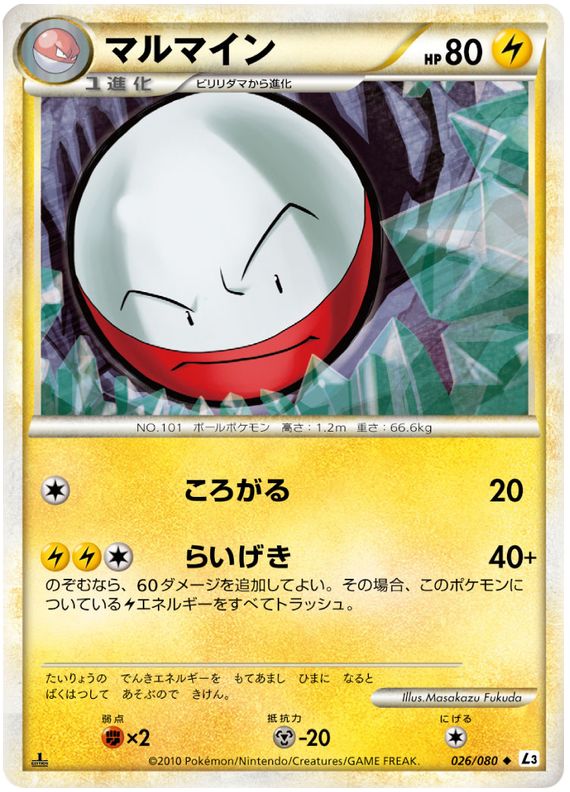 マルマイン
HP80
1進化
ビリリダマから進化
NO.101 ボールポケモン 高さ:1.2m 重さ:66.6kg
ころがる 20
らいげき 40+
のぞむなら、60ダメージを追加してよい。その場合、このポケモンに
ついているエネルギーをすべてトラッシュ。
たいりょうの でんきエネルギーを もてあまし ひまに なると
ばくはつして あそぶので きけん。
Illus.Masakazu Fukuda
弱点 抵抗力 にげる
×2 -20
1 EDITION
©2010 Pokémon/Nintendo/Creatures/GAME FREAK.
026/080 ◆ L3